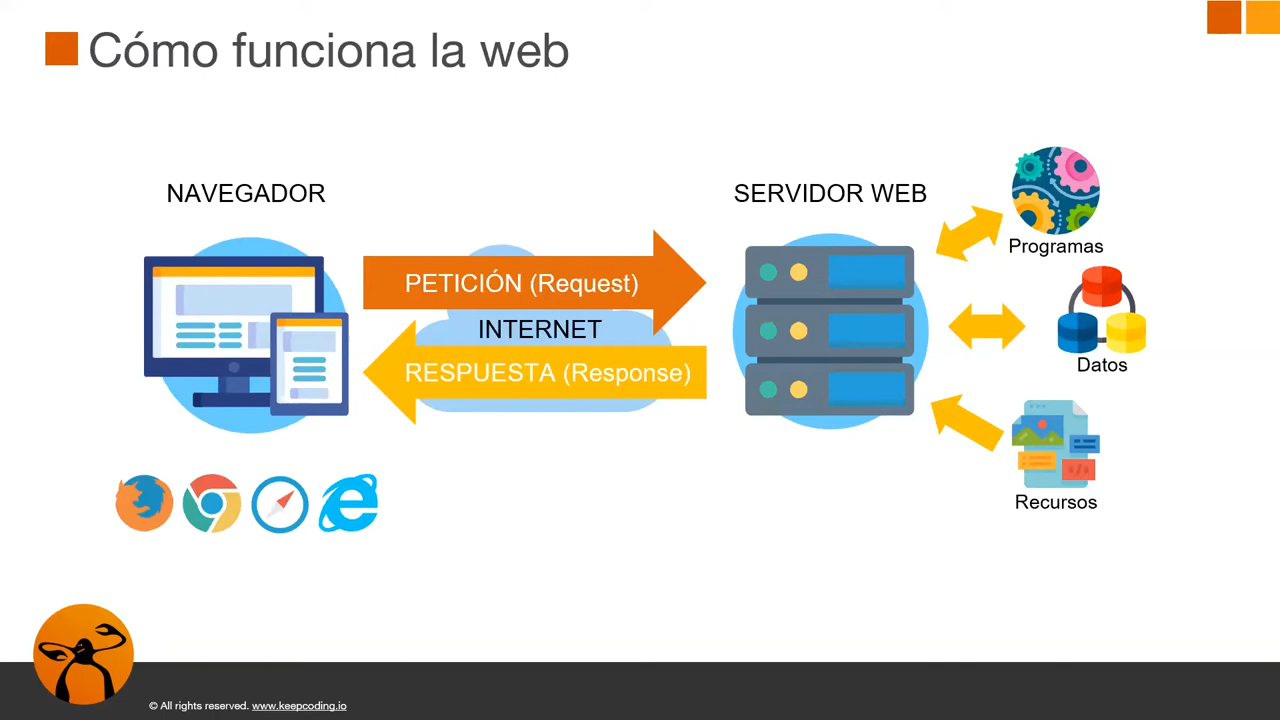 Cómo funciona la web
NAVEGADOR
SERVIDOR WEB
PETICIÓN (Request)
INTERNET
RESPUESTA (Response)
Programas
Datos
Recursos
© All rights reserved. www.keepcoding.io